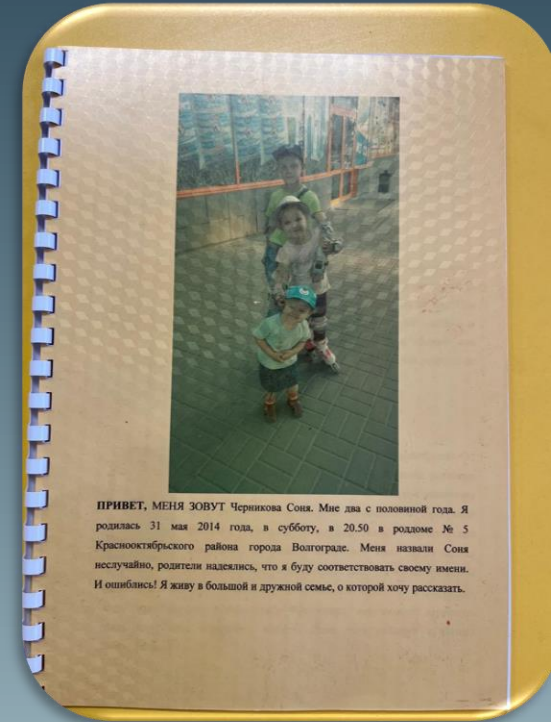 ПРИВЕТ, МЕНЯ ЗОВУТ Черникова Соня. Мне два с половиной года. Я
родилась 31 мая 2014 года, в субботу, в 20.50 в роддоме № 5
Краснооктябрьского района города Волгограде. Меня назвали Соня
неслучайно, родители надеялись, что я буду соответствовать своему имени.
И ошиблись! Я живу в большой и дружной семье, о которой хочу рассказать.